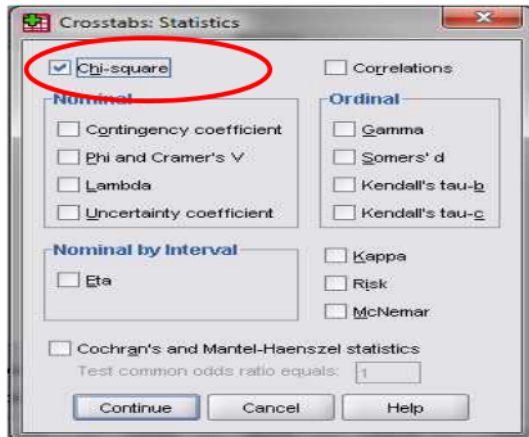 Crosstabs: Statistics
Chi-square
Correlations
Nominal
Contingency coefficient
Phi and Cramer's V
Lambda
Uncertainty coefficient
Ordinal
Gamma
Somers' d
Kendall's tau-b
Kendall's tau-c
Nominal by Interval
Eta
Kappa
Risk
McNemar
Cochran's and Mantel-Haenszel statistics
Test common odds ratio equals: 1
Continue Cancel Help